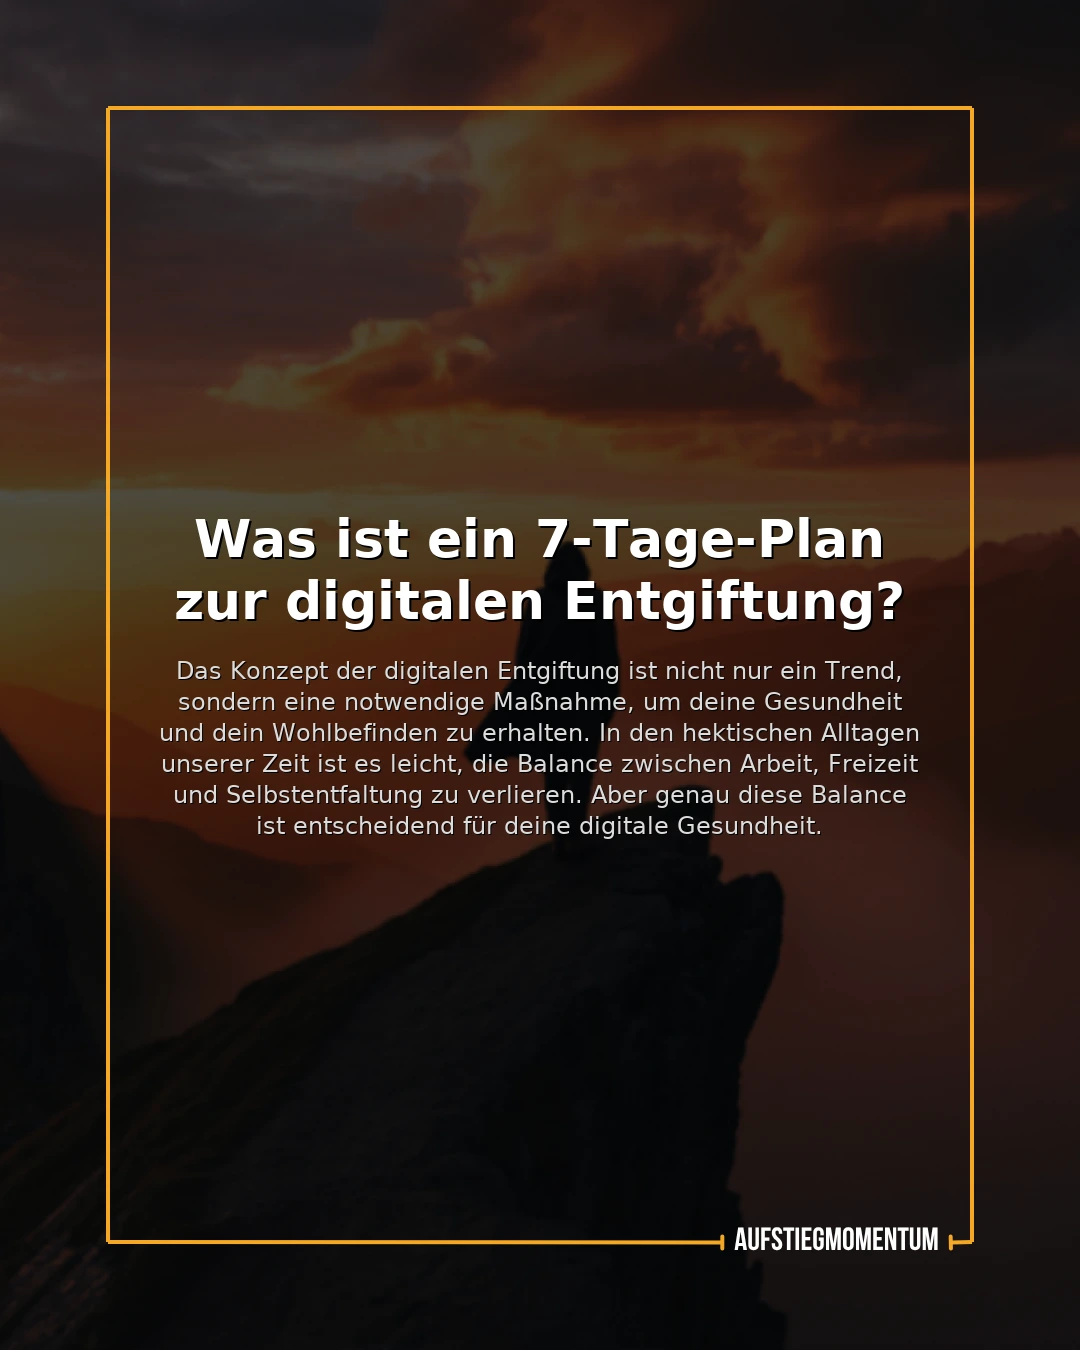 Was ist ein 7-Tage-Plan
zur digitalen Entgiftung?
Das Konzept der digitalen Entgiftung ist nicht nur ein Trend,
sondern eine notwendige Maßnahme, um deine Gesundheit
und dein Wohlbefinden zu erhalten. In den hektischen Alltagen
unserer Zeit ist es leicht, die Balance zwischen Arbeit, Freizeit
und Selbstentfaltung zu verlieren. Aber genau diese Balance
ist entscheidend für deine digitale Gesundheit.
AUFSTIEGMOMENTUM